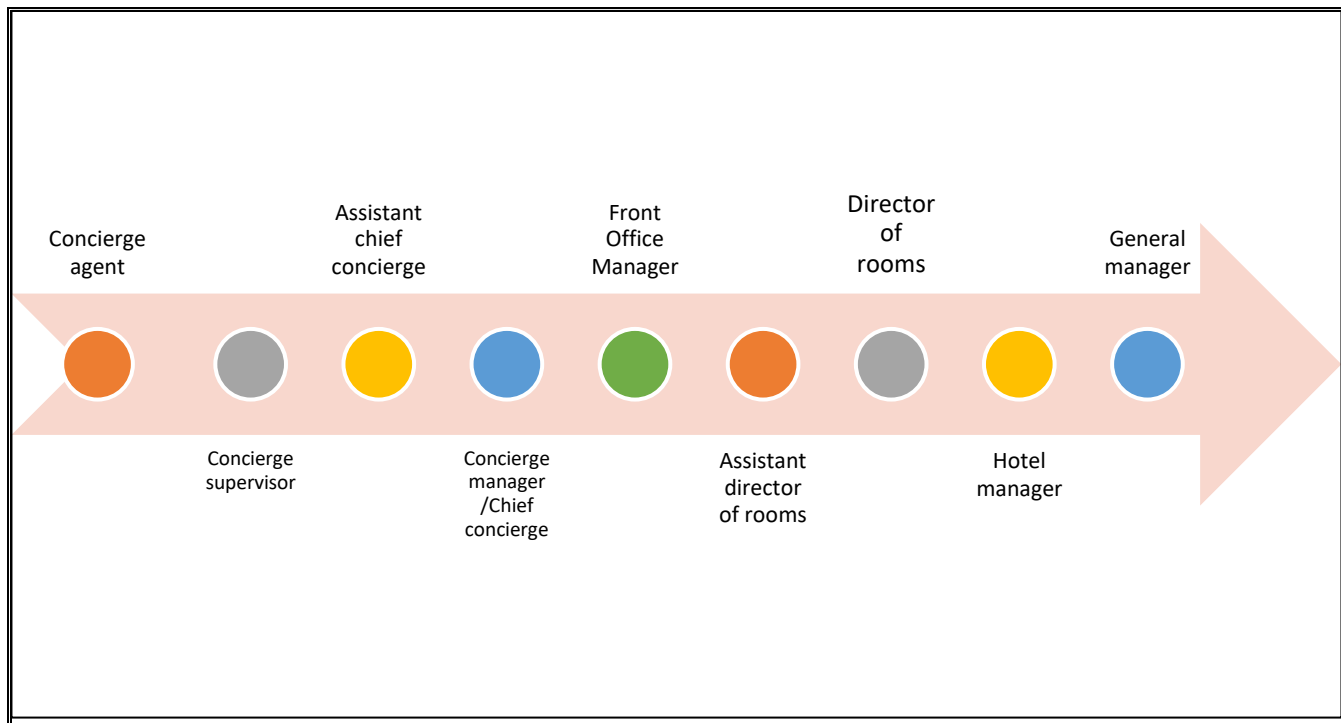 Concierge
agent
Concierge
supervisor
Assistant
chief
concierge
Concierge
manager
/Chief
concierge
Front
Office
Manager
Assistant
director
of rooms
Director
of
rooms
Hotel
manager
General
manager